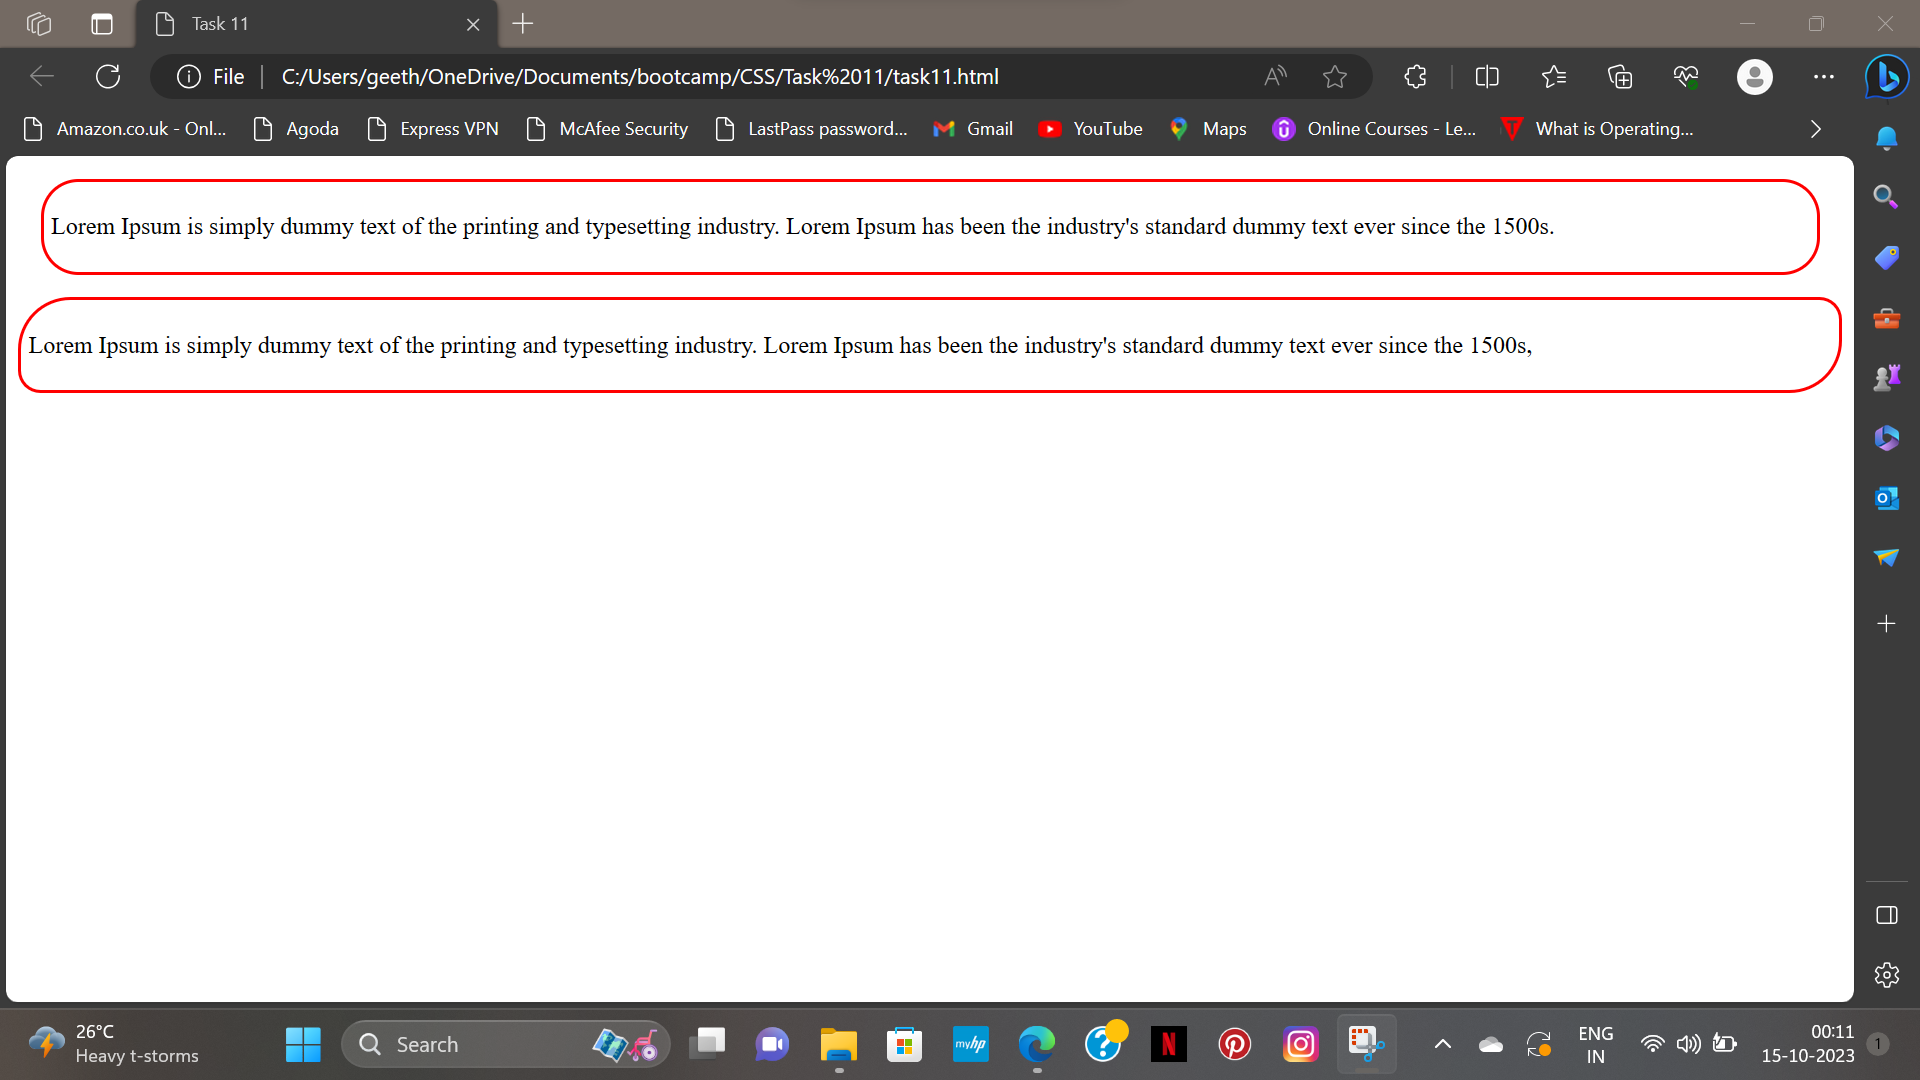 Task 11
File C:/Users/geeth/OneDrive/Documents/bootcamp/CSS/Task%2011/task11.html
Amazon.co.uk - Onl... Agoda Express VPN McAfee Security LastPass password... Gmail YouTube Maps Online Courses - Le... What is Operating...
Lorem Ipsum is simply dummy text of the printing and typesetting industry. Lorem Ipsum has been the industry's standard dummy text ever since the 1500s.
Lorem Ipsum is simply dummy text of the printing and typesetting industry. Lorem Ipsum has been the industry's standard dummy text ever since the 1500s,
26°C
Heavy t-storms
Search
myhp
N
ENG
IN
00:11
15-10-2023
1